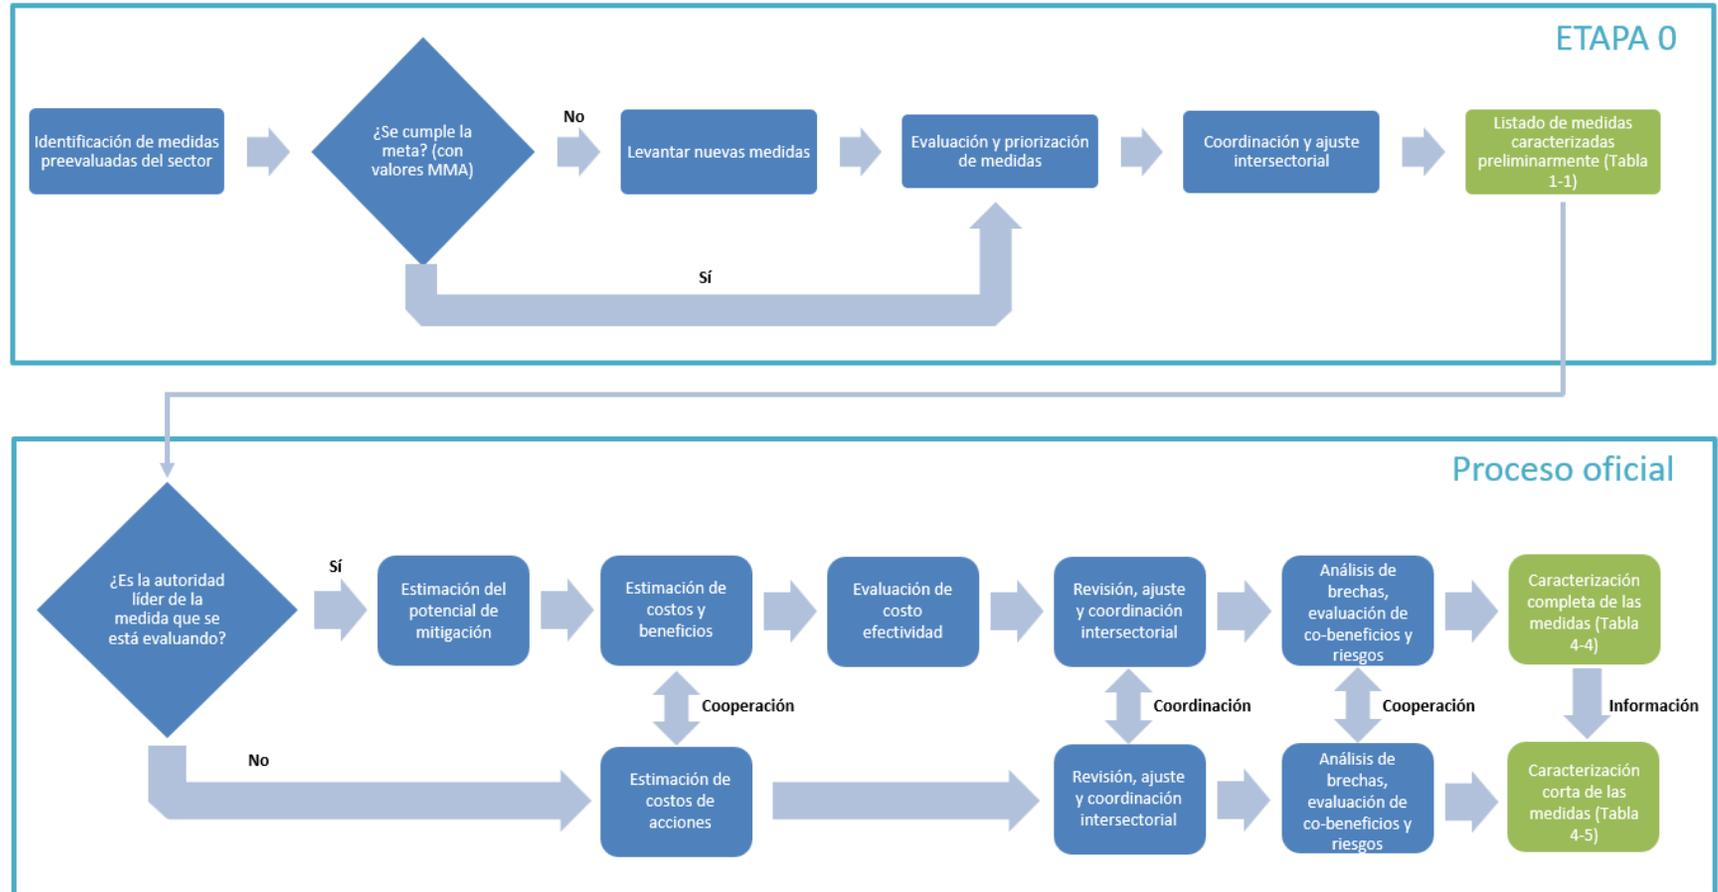 ETAPA 0
Identificación de medidas
preevaluadas del sector
¿Se cumple la
meta? (con
valores MMA)
No
Levantar nuevas medidas
Evaluación y priorización
de medidas
Coordinación y ajuste
intersectorial
Listado de medidas
caracterizadas
preliminarmente (Tabla
1-1)
Sí
Proceso oficial
¿Es la autoridad
líder de la
medida que se
está evaluando?
Sí
Estimación del
potencial de
mitigación
Estimación de
costos y
beneficios
Evaluación de
costo
efectividad
Revisión, ajuste
y coordinación
intersectorial
Análisis de
brechas,
evaluación de
co-beneficios y
riesgos
Caracterización
completa de las
medidas (Tabla
4-4)
Cooperación
Coordinación
Cooperación
Información
No
Estimación de
costos de
acciones
Revisión, ajuste
y coordinación
intersectorial
Análisis de
brechas,
evaluación de
co-beneficios y
riesgos
Caracterización
corta de las
medidas (Tabla
4-5)